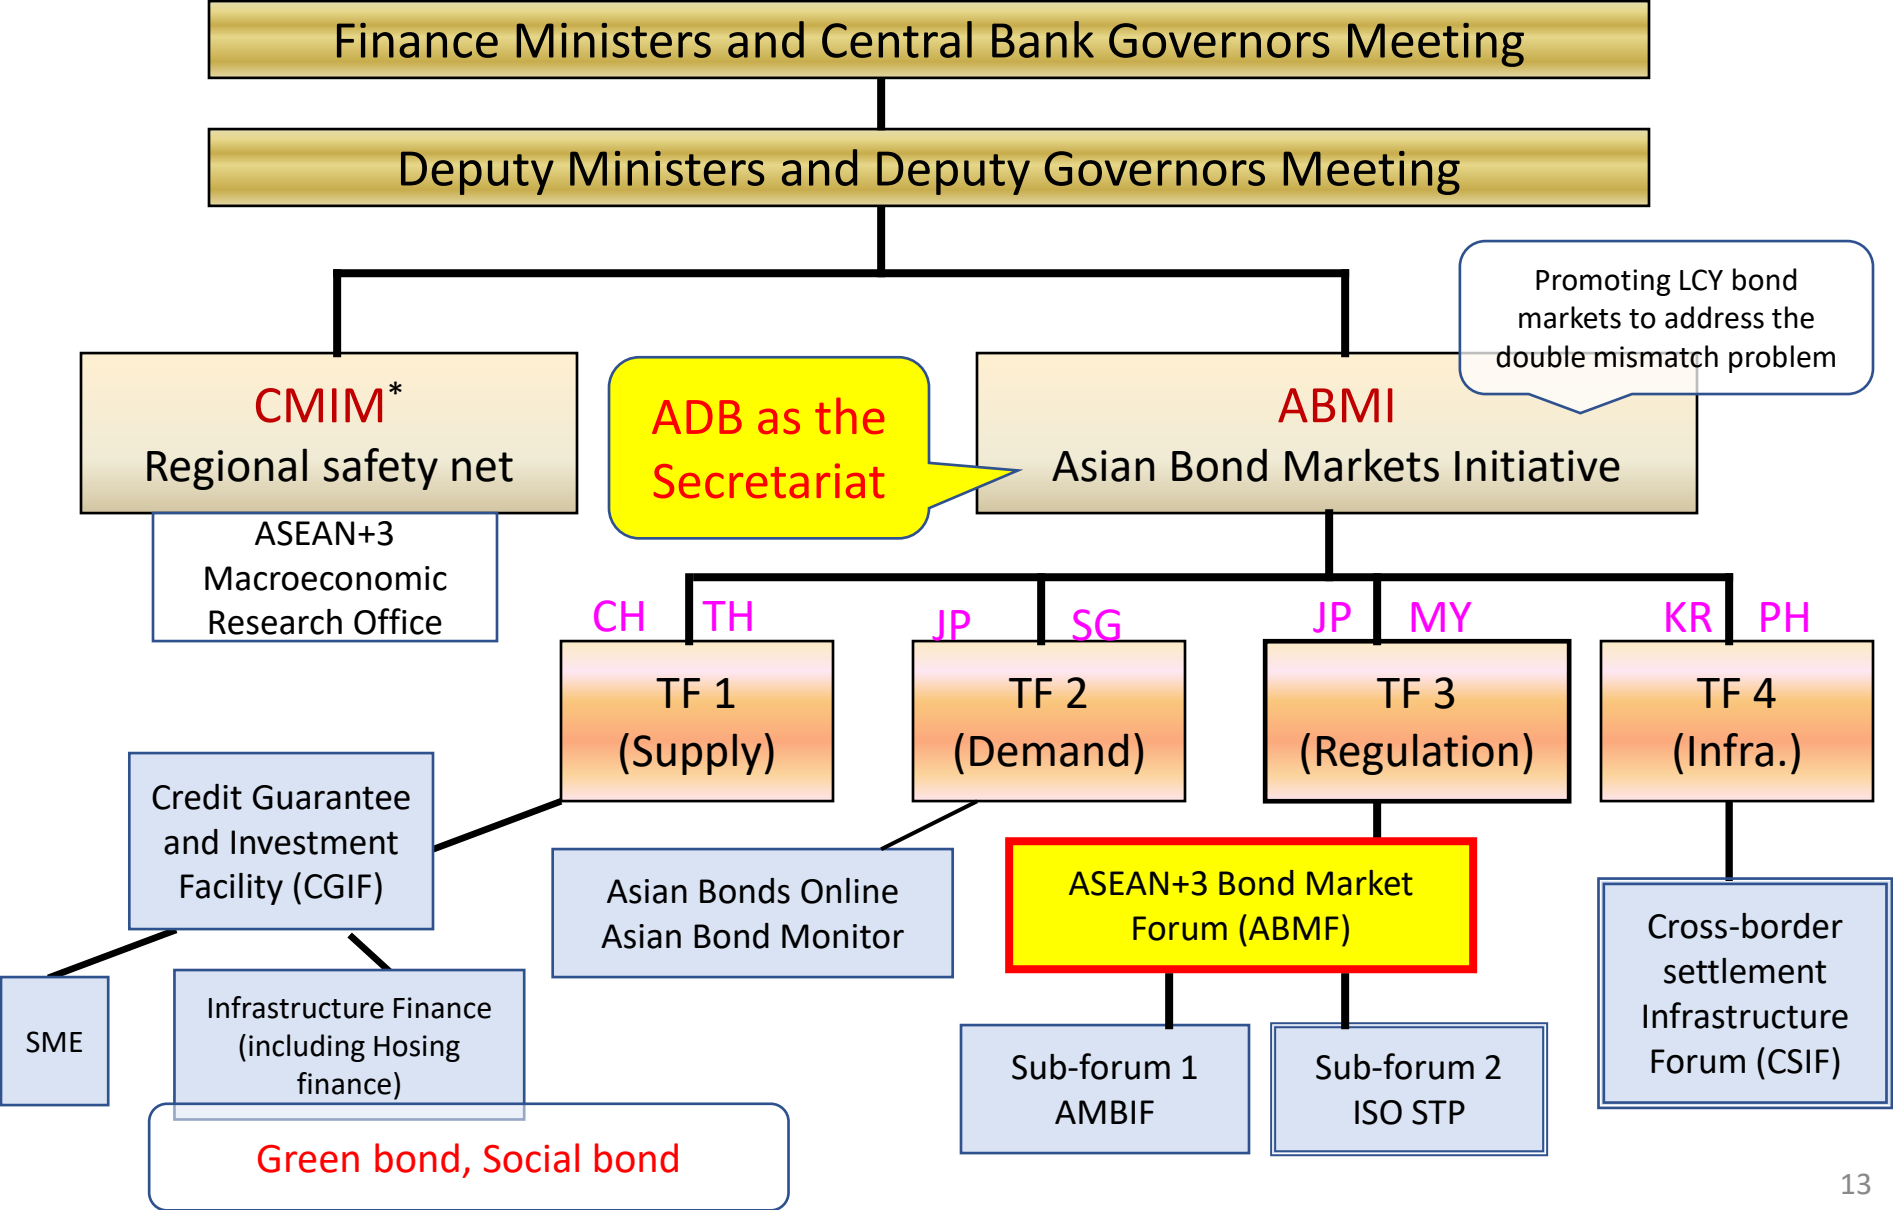 Finance Ministers and Central Bank Governors Meeting
Deputy Ministers and Deputy Governors Meeting
Promoting LCY bond
markets to address the
double mismatch problem
CMIM*
Regional safety net
ADB as the
Secretariat
ABMI
Asian Bond Markets Initiative
ASEAN+3
Macroeconomic
Research Office
CH TH
JP SG
JP MY
KR PH
TF 1
(Supply)
TF 2
(Demand)
TF 3
(Regulation)
TF 4
(Infra.)
Credit Guarantee
and Investment
Facility (CGIF)
Asian Bonds Online
Asian Bond Monitor
ASEAN+3 Bond Market
Forum (ABMF)
Cross-border
settlement
Infrastructure
Forum (CSIF)
SME
Infrastructure Finance
(including Hosing
finance)
Sub-forum 1
AMBIF
Sub-forum 2
ISO STP
Green bond, Social bond
13